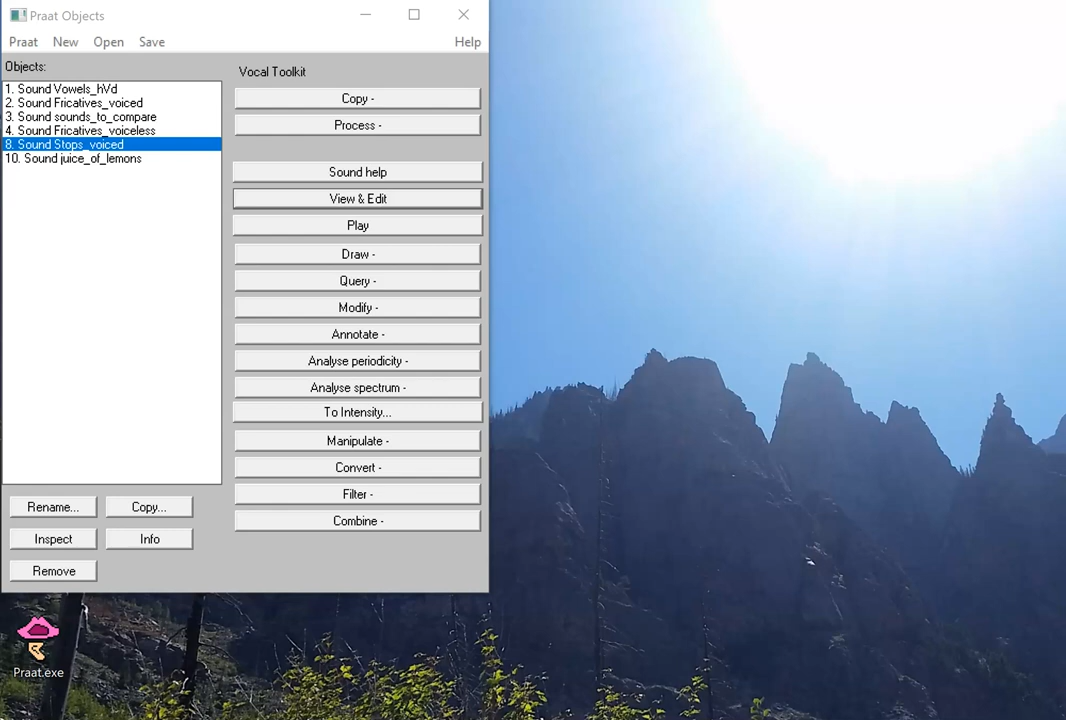 Praat Objects
Praat New Open Save Help
Objects:
1. Sound Vowels_hVd
2. Sound Fricatives_voiced
3. Sound sounds_to_compare
4. Sound Fricatives_voiceless
8. Sound Stops_voiced
10. Sound juice_of_lemons
Rename... Copy...
Inspect Info
Remove
Vocal Toolkit
Copy -
Process -
Sound help
View & Edit
Play
Draw -
Query -
Modify -
Annotate -
Analyse periodicity -
Analyse spectrum -
To Intensity...
Manipulate -
Convert -
Filter -
Combine -
Praat.exe